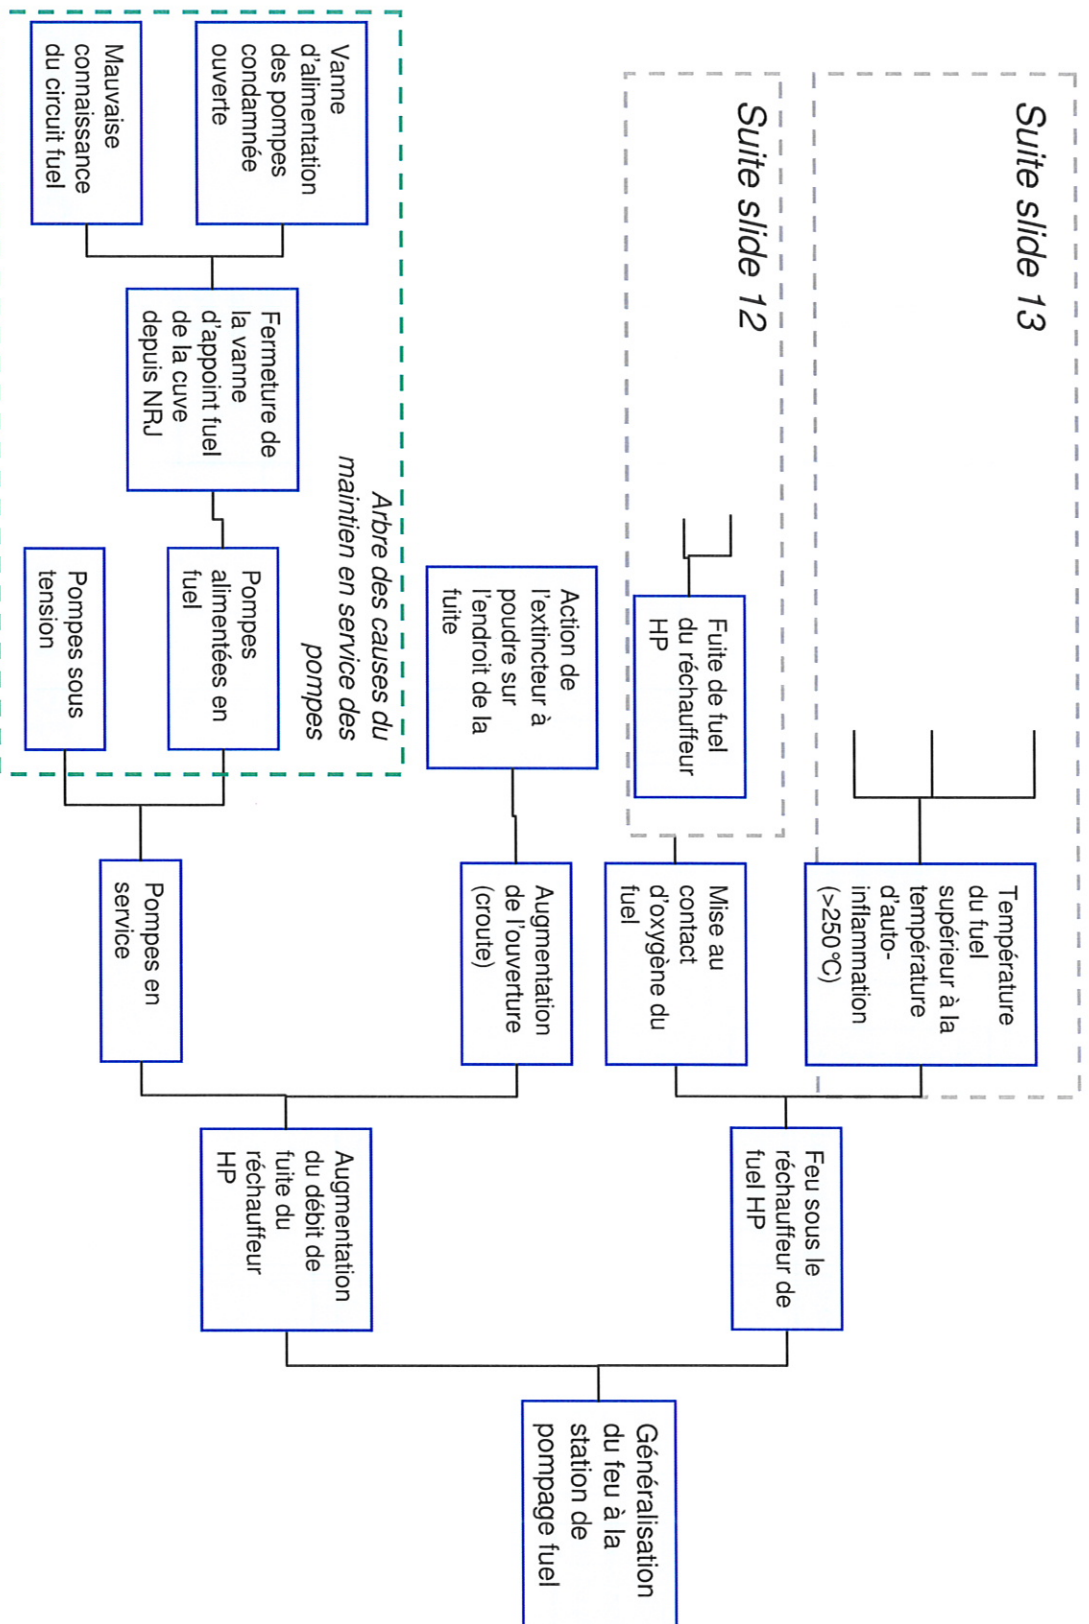 Suite slide 13
Température
du fuel
supérieur à la
température
d'auto-
inflammation
(>250°C)
Suite slide 12
Fuite de fuel
du réchauffeur
HP
Mise au
contact
d'oxygène du
fuel
Feu sous le
réchauffeur de
fuel HP
Action de
l'extincteur à
poudre sur
l'endroit de la
fuite
Augmentation
de l'ouverture
(croute)
Généralisation
du feu à la
station de
pompage fuel
Arbre des causes du
maintien en service des
pompes
Vanne
d'alimentation
des pompes
condamnée
ouverte
Fermeture de
la vanne
d'appoint fuel
de la cuve
depuis NRJ
Pompes
alimentées en
fuel
Augmentation
du débit de
fuite du
réchauffeur
HP
Mauvaise
connaissance
du circuit fuel
Pompes sous
tension
Pompes en
service